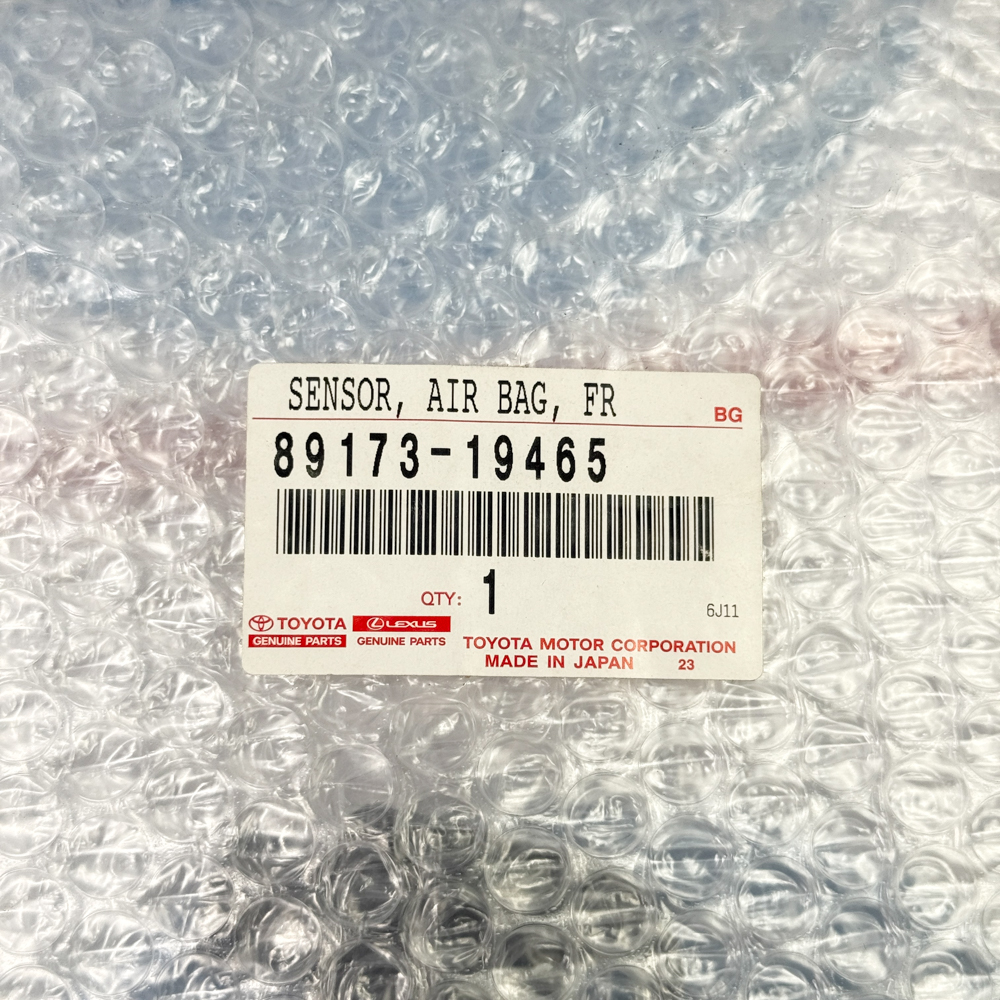 SENSOR, AIR BAG, FR
BG
89173-19465
QTY: 1
6J11
TOYOTA LEXUS
GENUINE PARTS GENUINE PARTS
TOYOTA MOTOR CORPORATION
MADE IN JAPAN 23